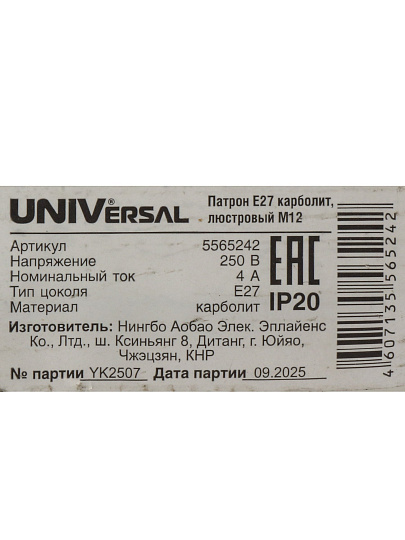 UNIVERSAL®
Патрон Е27 карболит,
люстровый М12
Артикул 5565242
Напряжение 250 В
Номинальный ток 4 А
Тип цоколя Е27
Материал карболит
EAC
IP20
Изготовитель: Нингбо Аобао Элек. Эплайенс
Ко., Лтд., ш. Ксиньянг 8, Дитанг, г. Юйяо,
Чжэцзян, КНР
№ партии YK2507 Дата партии 09.2025
4607135565242